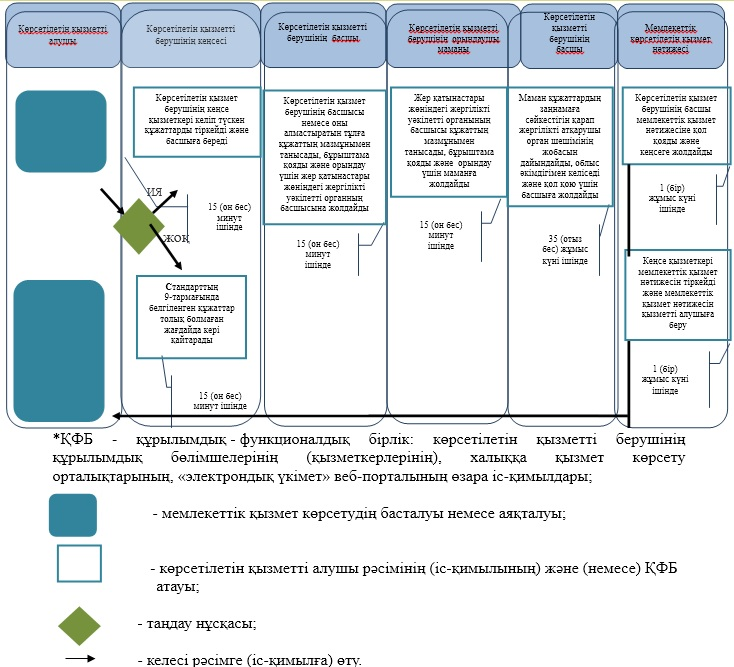 Көрсетілетін қызметті
алушы
Көрсетілетін қызметті
берушінің кеңсесі
Көрсетілетін қызметті
берушінің басшы
Көрсетілетін қызметті
берушінің орындаушы
маманы
Көрсетілетін
қызметті
берушінің
басшы
Мемлекеттік
көрсетілетін қызмет
нәтижесі
Көрсетілетін қызмет
берушінің кеңсе
қызметкері келіп түскен
құжаттарды тіркейді және
басшыға береді
ИЯ
15 (он бес)
минут
ішінде
ЖОҚ
Стандарттың
9-тармағында
белгіленген құжаттар
толық болмаған
жағдайда кері
қайтарады
15 (он бес)
минут ішінде
Көрсетілетін қызмет
берушінің басшысы
немесе оны
алмастыратын тұлға
құжаттың мазмұнымен
танысады, бұрыштама
қояды және орындау
үшін жер қатынастары
жөніндегі жергілікті
уәкілетті органның
басшысына жолдайды
15 (он бес)
минут
ішінде
Жер қатынастары
жөніндегі жергілікті
уәкілетті органының
басшысы құжаттың
мазмұнымен
танысады, бұрыштама
қояды және орындау
үшін маманға
жолдайды
15 (он бес)
минут
ішінде
Маман құжаттардың
заңнамаға
сәйкестігін қарап
жергілікті атқарушы
орган шешімінің
жобасын
дайындайды, облыс
әкімдігімен келіседі
және қол қою үшін
басшыға жолдайды
35 (отыз
бес) жұмыс
күні ішінде
Көрсетілетін қызмет
берушінің басшы
мемлекеттік қызмет
нәтижесіне қол
қояды және
кеңсеге жолдайды
1 (бір)
жұмыс күні
ішінде
Кеңсе қызметкері
мемлекеттік қызмет
нәтижесін тіркейді
және мемлекеттік
қызмет нәтижесін
қызметті алушыға
беру
1 (бір)
жұмыс күні
ішінде
*ҚФБ - құрылымдық - функционалдық бірлік: көрсетілетін қызметті берушінің
құрылымдық бөлімшелерінің (қызметкерлерінің), халыққа қызмет көрсету
орталықтарының, «электрондық үкімет» веб-порталының өзара іс-қимылдары;
- мемлекеттік қызмет көрсетудің басталуы немесе аяқталуы;
- көрсетілетін қызметті алушы рәсімінің (іс-қимылының) және (немесе) ҚФБ
атауы;
- таңдау нұсқасы;
- келесі рәсімге (іс-қимылға) өту.